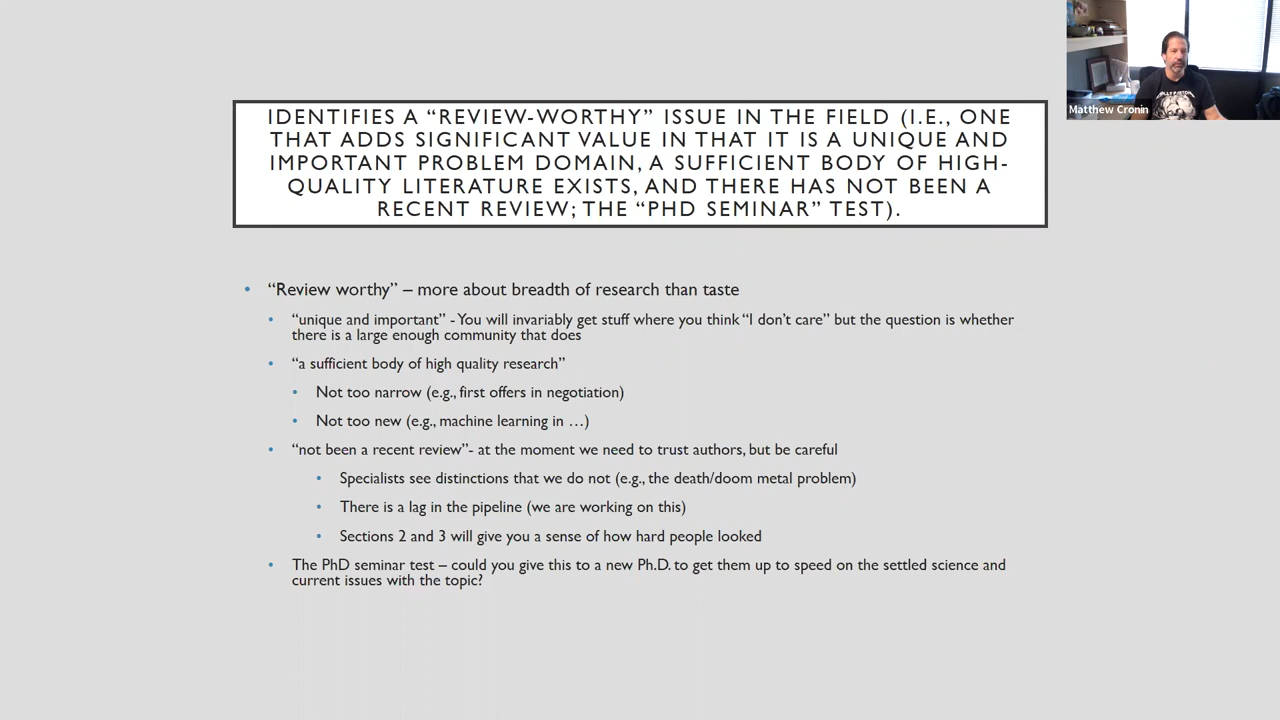 IDENTIFIES A “REVIEW-WORTHY” ISSUE IN THE FIELD (I.E., ONE
THAT ADDS SIGNIFICANT VALUE IN THAT IT IS A UNIQUE AND
IMPORTANT PROBLEM DOMAIN, A SUFFICIENT BODY OF HIGH-
QUALITY LITERATURE EXISTS, AND THERE HAS NOT BEEN A
RECENT REVIEW; THE “PHD SEMINAR” TEST).
Matthew Cronin
• “Review worthy” – more about breadth of research than taste
• “unique and important” - You will invariably get stuff where you think “I don’t care” but the question is whether
there is a large enough community that does
• “a sufficient body of high quality research”
• Not too narrow (e.g., first offers in negotiation)
• Not too new (e.g., machine learning in …)
• “not been a recent review”- at the moment we need to trust authors, but be careful
• Specialists see distinctions that we do not (e.g., the death/doom metal problem)
• There is a lag in the pipeline (we are working on this)
• Sections 2 and 3 will give you a sense of how hard people looked
• The PhD seminar test – could you give this to a new Ph.D. to get them up to speed on the settled science and
current issues with the topic?